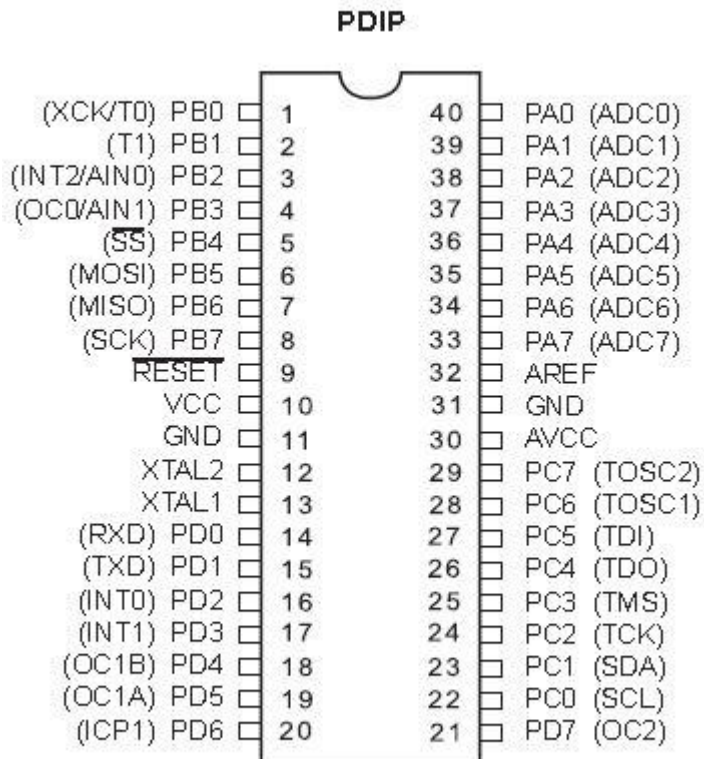 PDIP
(XCK/T0) PB0 1 40 PA0 (ADC0)
(T1) PB1 2 39 PA1 (ADC1)
(INT2/AIN0) PB2 3 38 PA2 (ADC2)
(OC0/AIN1) PB3 4 37 PA3 (ADC3)
(SS) PB4 5 36 PA4 (ADC4)
(MOSI) PB5 6 35 PA5 (ADC5)
(MISO) PB6 7 34 PA6 (ADC6)
(SCK) PB7 8 33 PA7 (ADC7)
RESET 9 32 AREF
VCC 10 31 GND
GND 11 30 AVCC
XTAL2 12 29 PC7 (TOSC2)
XTAL1 13 28 PC6 (TOSC1)
(RXD) PD0 14 27 PC5 (TDI)
(TXD) PD1 15 26 PC4 (TDO)
(INT0) PD2 16 25 PC3 (TMS)
(INT1) PD3 17 24 PC2 (TCK)
(OC1B) PD4 18 23 PC1 (SDA)
(OC1A) PD5 19 22 PC0 (SCL)
(ICP1) PD6 20 21 PD7 (OC2)